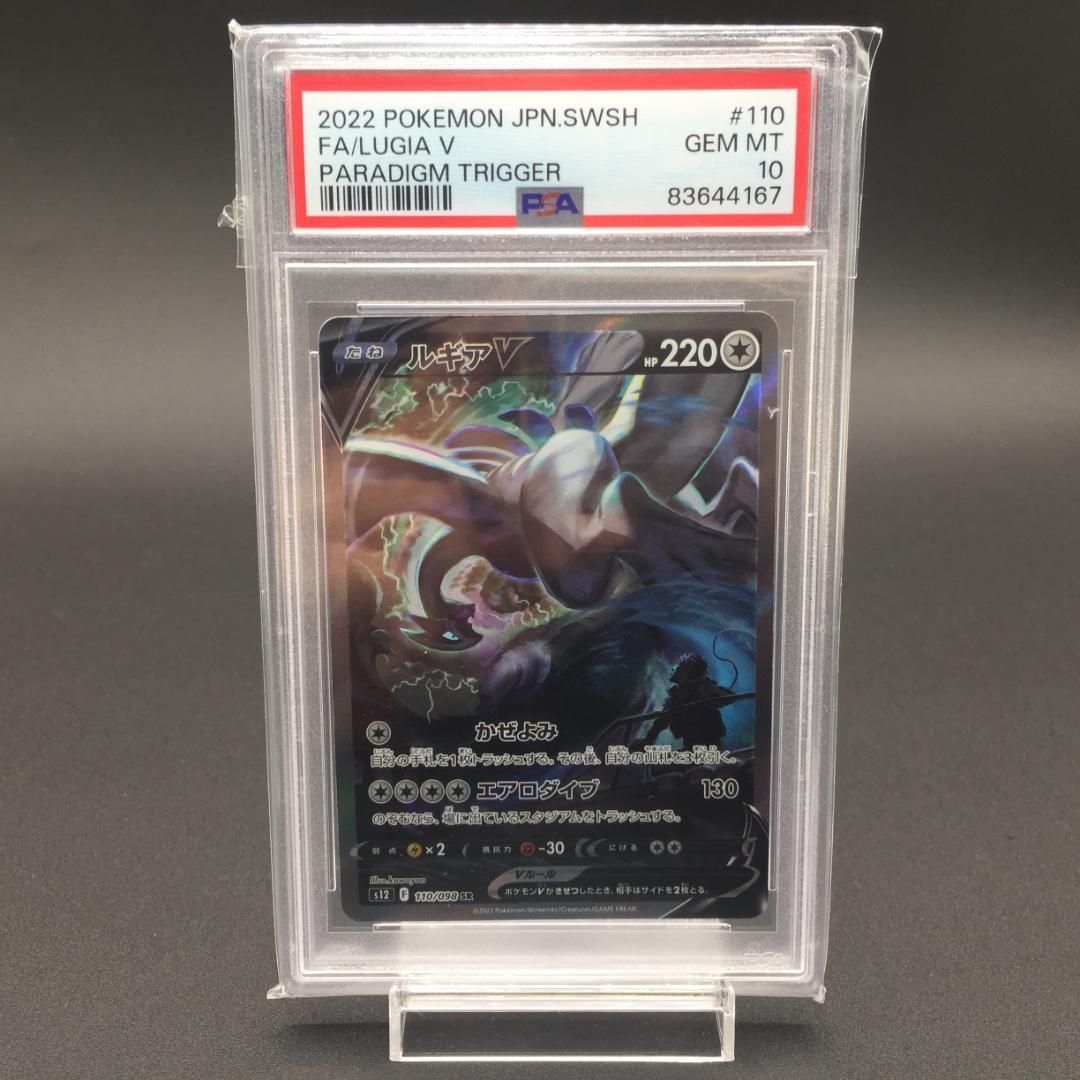 2022 POKEMON JPN.SWSH #110
FA/LUGIA V GEM MT
PARADIGM TRIGGER 10
83644167
PSA
たね ルギアV HP 220
かぜよみ
自分の手札を1枚トラッシュする。その後、自分の山札を3枚引く。
エアロダイブ 130
のぞむなら、場に出ているスタジアムをトラッシュする。
弱点 ×2 抵抗力 -30 にげる
Illus.kawayoo
Vルール
ポケモンVがきぜつしたとき、相手はサイドを2枚とる。
s12 F 110/098 SR
©2022 Pokémon/Nintendo/Creatures/GAME FREAK.